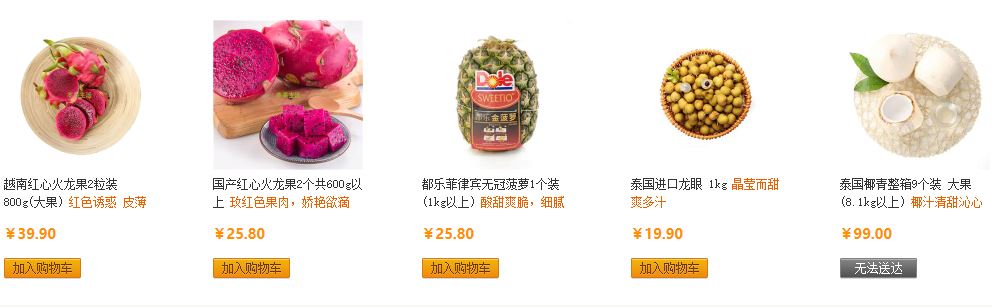 越南红心火龙果2粒装
800g(大果) 红色诱惑 皮薄
￥39.90
加入购物车
国产红心火龙果2个共600g以
上 玫红色果肉，娇艳欲滴
￥25.80
加入购物车
Dole
SWEETIO
都乐金菠萝
都乐菲律宾无冠菠萝1个装
(1kg以上) 酸甜爽脆，细腻
￥25.80
加入购物车
泰国进口龙眼 1kg 晶莹而甜
爽多汁
￥19.90
加入购物车
泰国椰青整箱9个装 大果
(8.1kg以上) 椰汁清甜沁心
￥99.00
无法送达